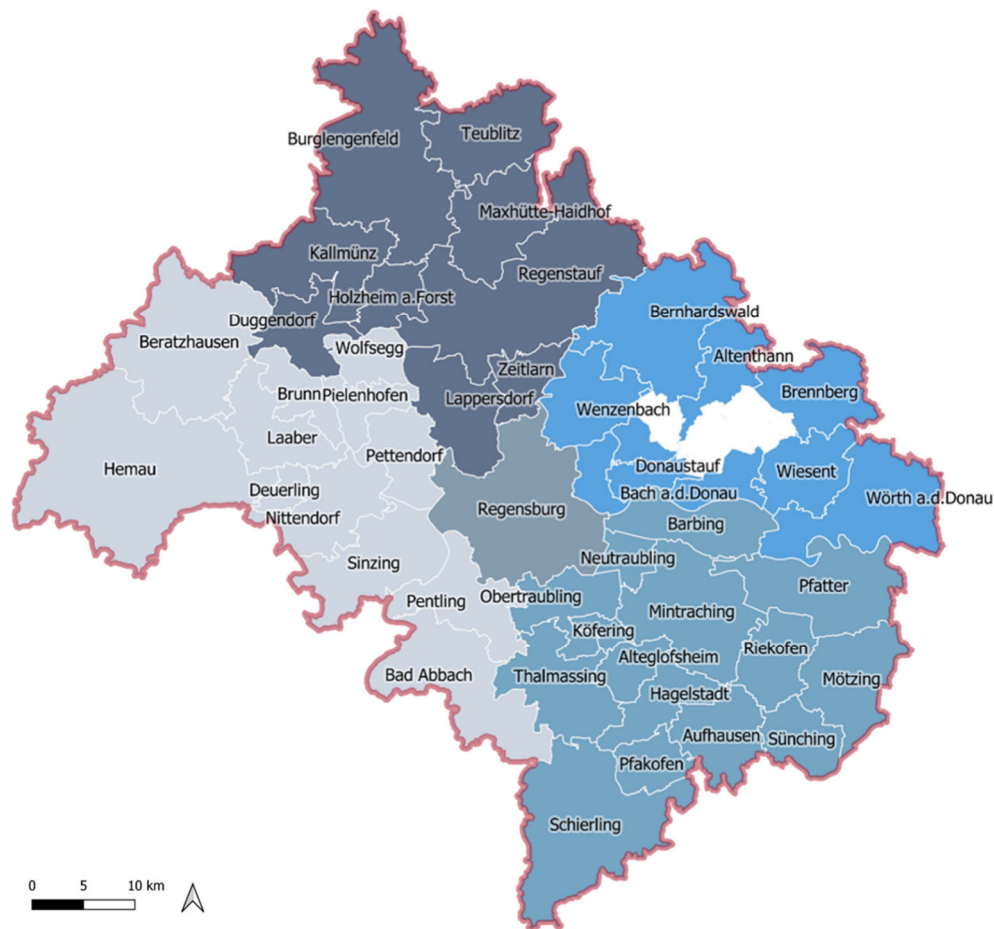 Burglengenfeld
Teublitz
Maxhütte-Haidhof
Kallmünz
Regenstauf
Holzheim a.Forst
Duggendorf
Bernhardswald
Beratzhausen
Wolfsegg
Altenthann
Zeitlarn
Brunn
Pielenhofen
Lappersdorf
Brennberg
Wenzenbach
Laaber
Pettendorf
Hemau
Donaustauf
Wiesent
Deuerling
Bach a.d.Donau
Wörth a.d.Donau
Regensburg
Nittendorf
Barbing
Sinzing
Neutraubling
Pfatter
Obertraubling
Pentling
Mintraching
Köfering
Riekofen
Alteglofsheim
Bad Abbach
Thalmassing
Mötzing
Hagelstadt
Aufhausen
Sünching
Pfakofen
Schierling
0 5 10 km